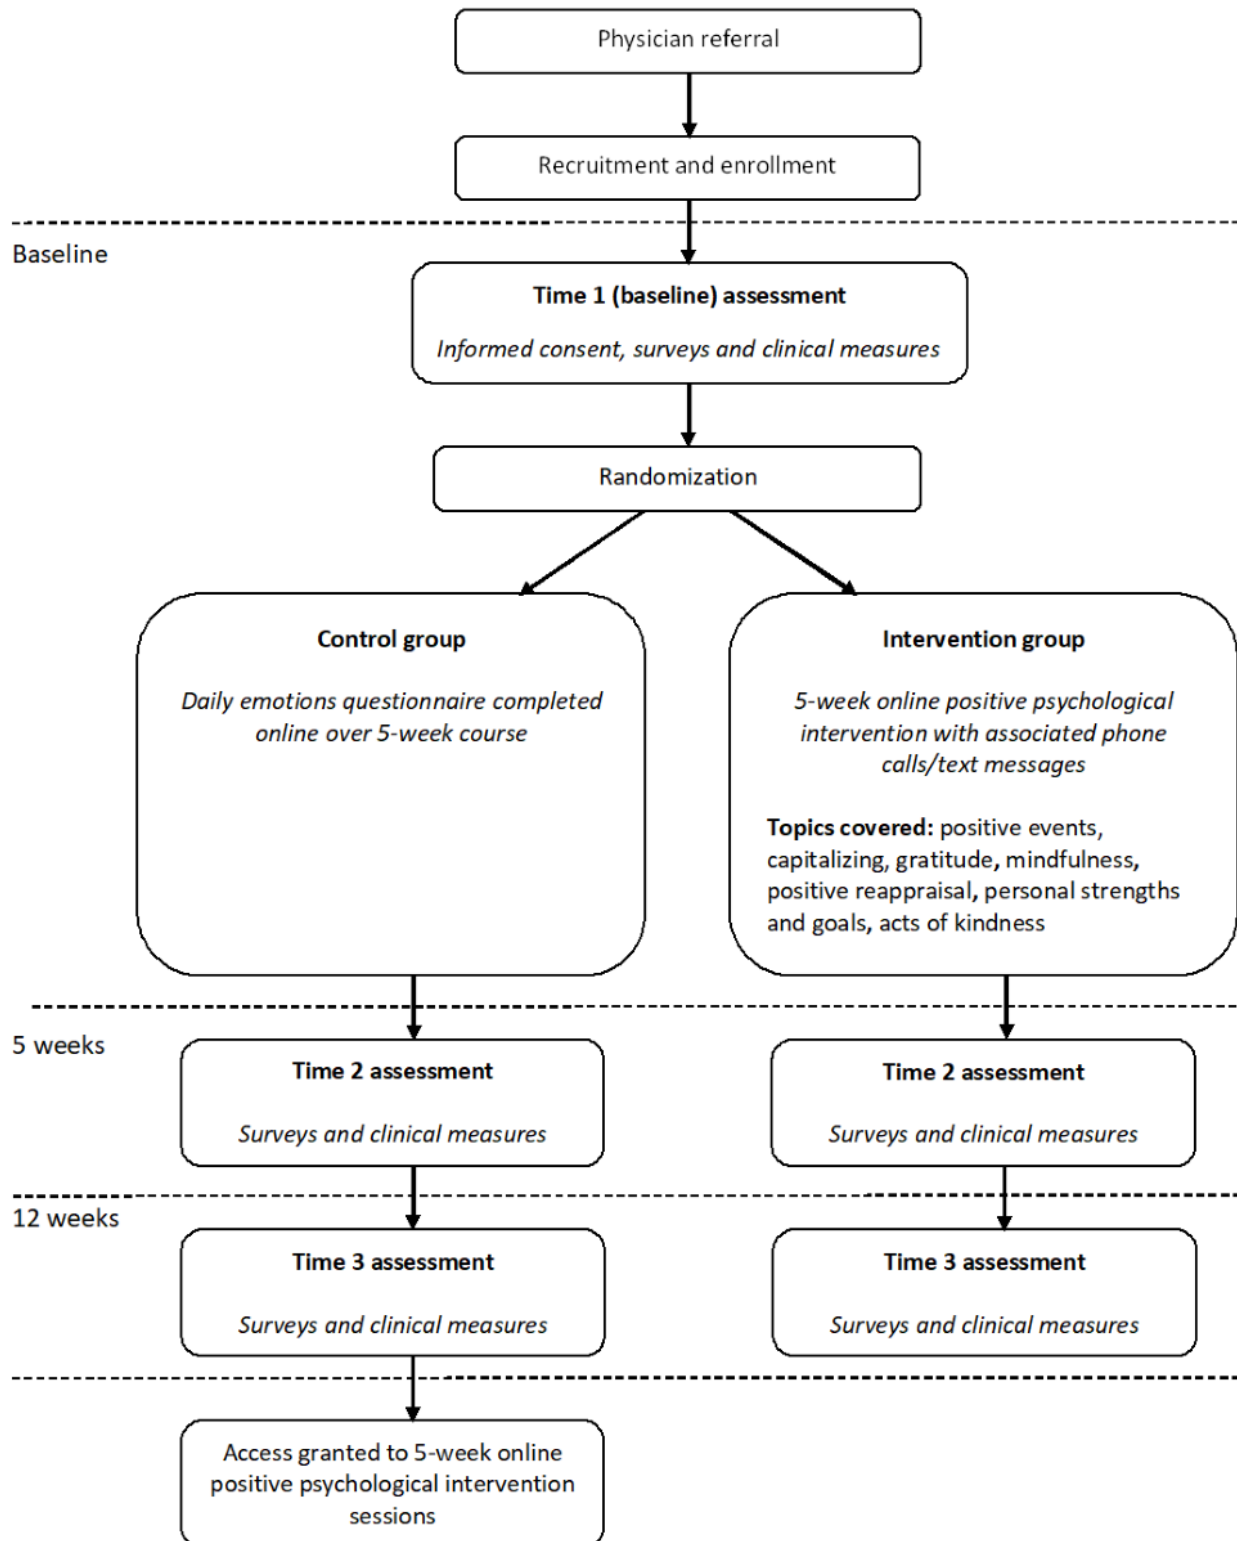 Physician referral
Recruitment and enrollment
Baseline
Time 1 (baseline) assessment
Informed consent, surveys and clinical measures
Randomization
Control group
Daily emotions questionnaire completed
online over 5-week course
Intervention group
5-week online positive psychological
intervention with associated phone
calls/text messages
Topics covered: positive events,
capitalizing, gratitude, mindfulness,
positive reappraisal, personal strengths
and goals, acts of kindness
5 weeks
Time 2 assessment
Surveys and clinical measures
Time 2 assessment
Surveys and clinical measures
12 weeks
Time 3 assessment
Surveys and clinical measures
Time 3 assessment
Surveys and clinical measures
Access granted to 5-week online
positive psychological intervention
sessions